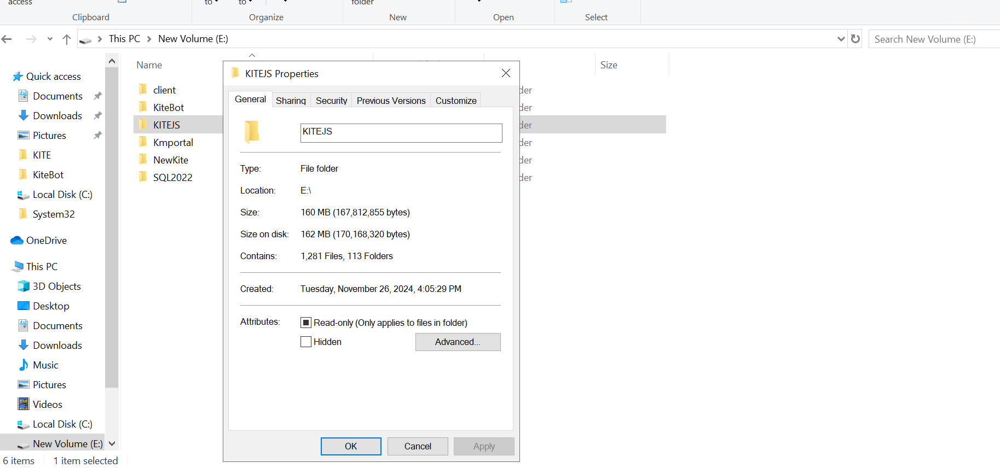 access
to
to
folder
Clipboard
Organize
New
Open
Select
This PC
New Volume (E:)
Search New Volume (E:)
Name
Size
Quick access
Documents
Downloads
Pictures
KITE
KiteBot
Local Disk (C:)
System32
OneDrive
This PC
3D Objects
Desktop
Documents
Downloads
Music
Pictures
Videos
Local Disk (C:)
New Volume (E:)
client
KiteBot
KITEJS
Kmportal
NewKite
SQL2022
der
der
der
der
der
der
KITEJS Properties
General
Sharing
Security
Previous Versions
Customize
KITEJS
Type: File folder
Location: E:\
Size: 160 MB (167,812,855 bytes)
Size on disk: 162 MB (170,168,320 bytes)
Contains: 1,281 Files, 113 Folders
Created: Tuesday, November 26, 2024, 4:05:29 PM
Attributes: Read-only (Only applies to files in folder)
Hidden
Advanced...
OK
Cancel
Apply
6 items
1 item selected